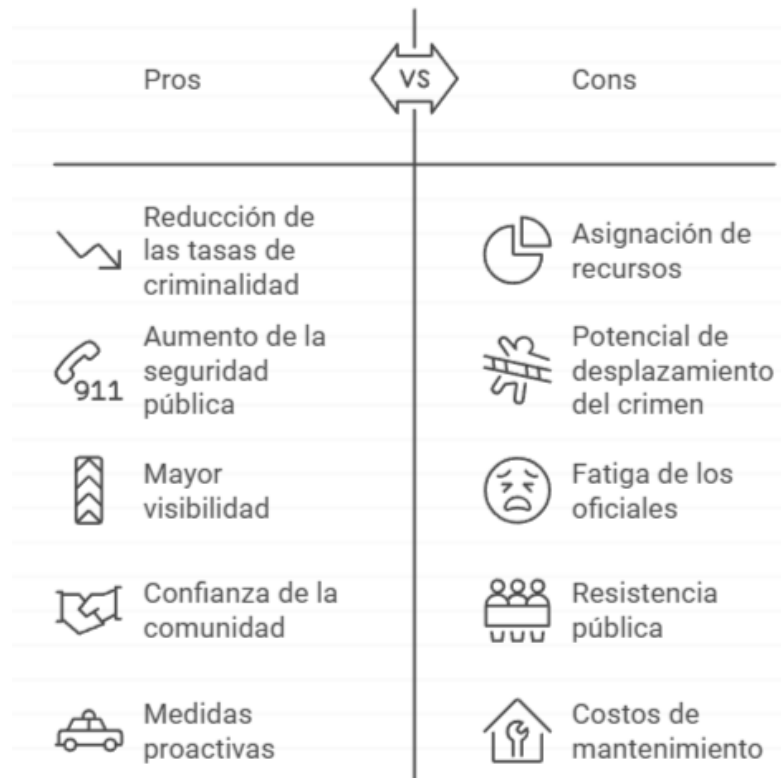 Pros
VS
Cons
Reducción de
las tasas de
criminalidad
Asignación de
recursos
911
Aumento de la
seguridad
pública
Potencial de
desplazamiento
del crimen
Mayor
visibilidad
Fatiga de los
oficiales
Confianza de la
comunidad
Resistencia
pública
Medidas
proactivas
Costos de
mantenimiento